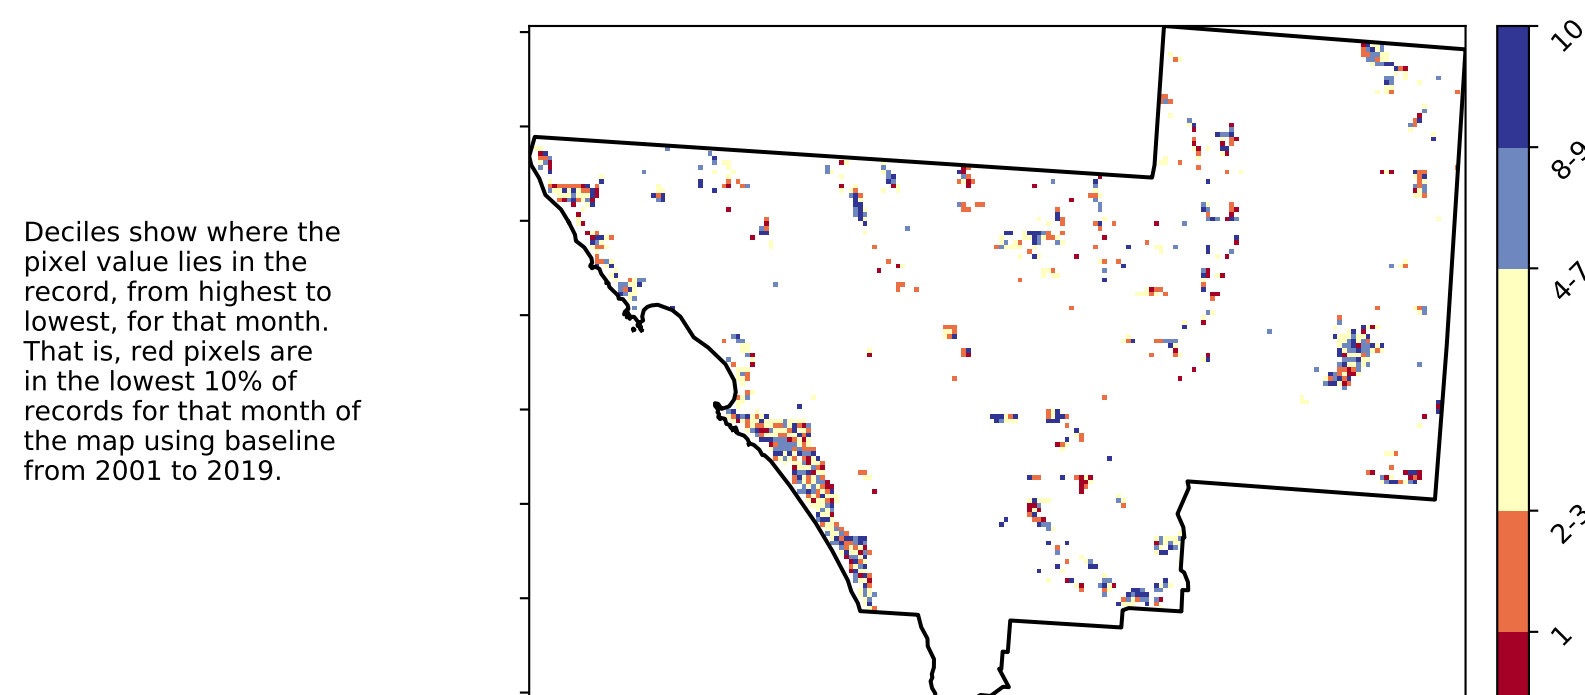 Deciles show where the
pixel value lies in the
record, from highest to
lowest, for that month.
That is, red pixels are
in the lowest 10% of
records for that month of
the map using baseline
from 2001 to 2019.
10
8-9
4-7
2-3
1